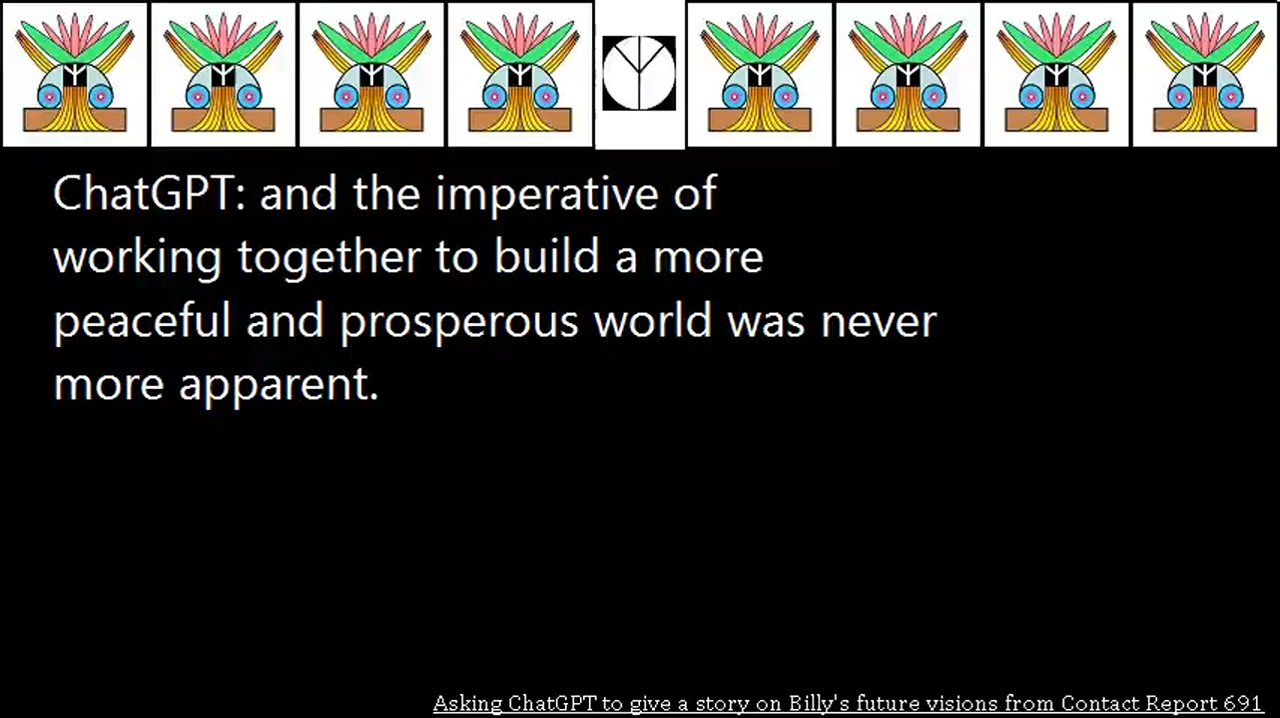 ChatGPT: and the imperative of
working together to build a more
peaceful and prosperous world was never
more apparent.
Asking ChatGPT to give a story on Billy's future visions from Contact Report 691